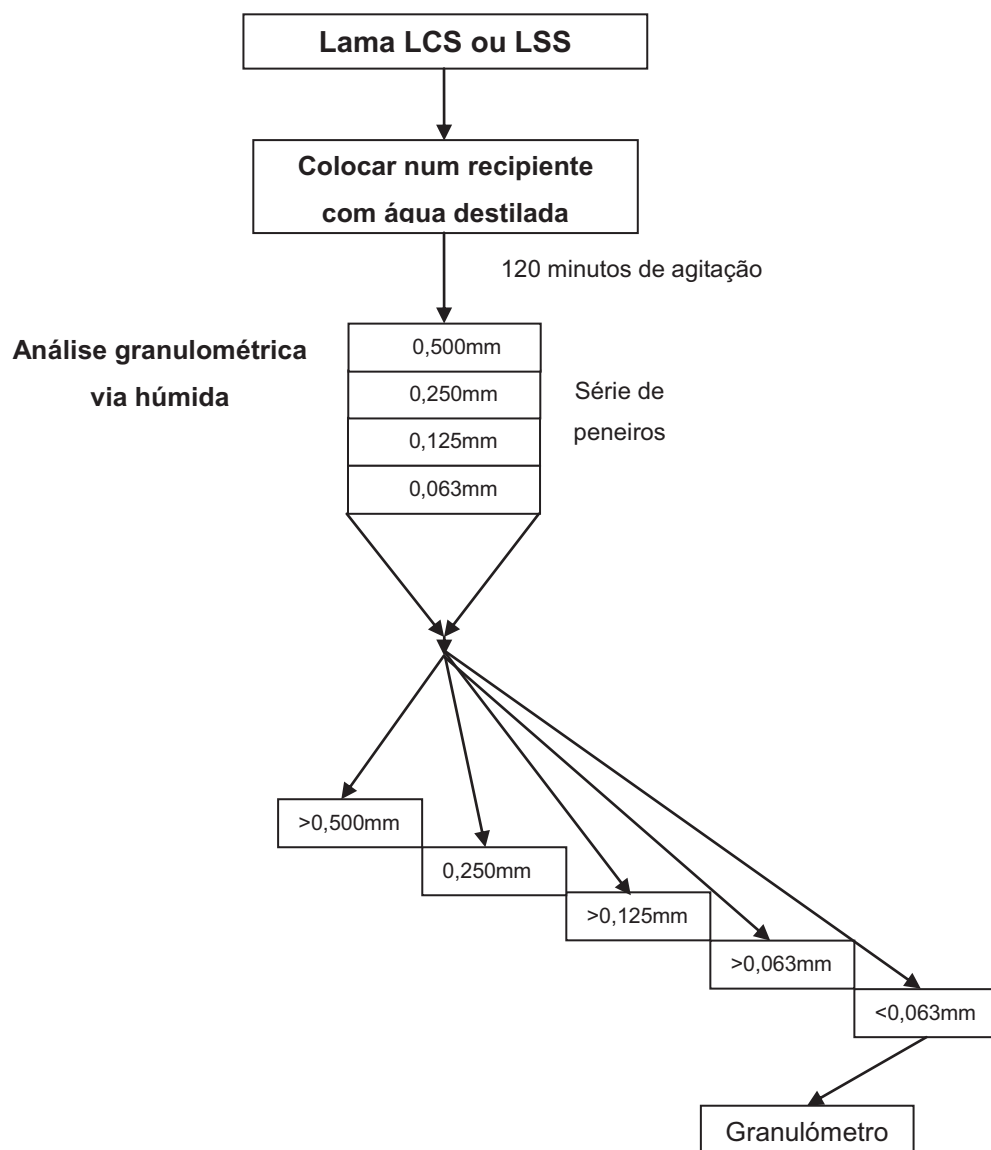 Lama LCS ou LSS
Colocar num recipiente
com água destilada
120 minutos de agitação
Análise granulométrica
via húmida
0,500mm
0,250mm
0,125mm
0,063mm
Série de
peneiros
>0,500mm
0,250mm
>0,125mm
>0,063mm
<0,063mm
Granulómetro